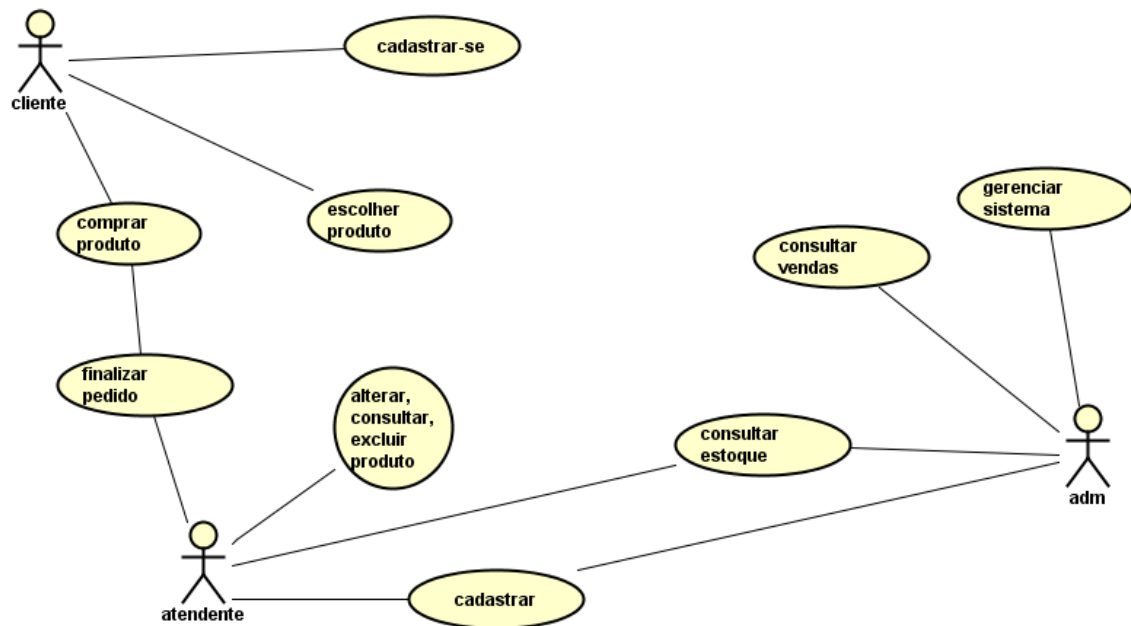 cliente
cadastrar-se
comprar
produto
escolher
produto
gerenciar
sistema
consultar
vendas
finalizar
pedido
alterar,
consultar,
excluir
produto
consultar
estoque
adm
atendente
cadastrar